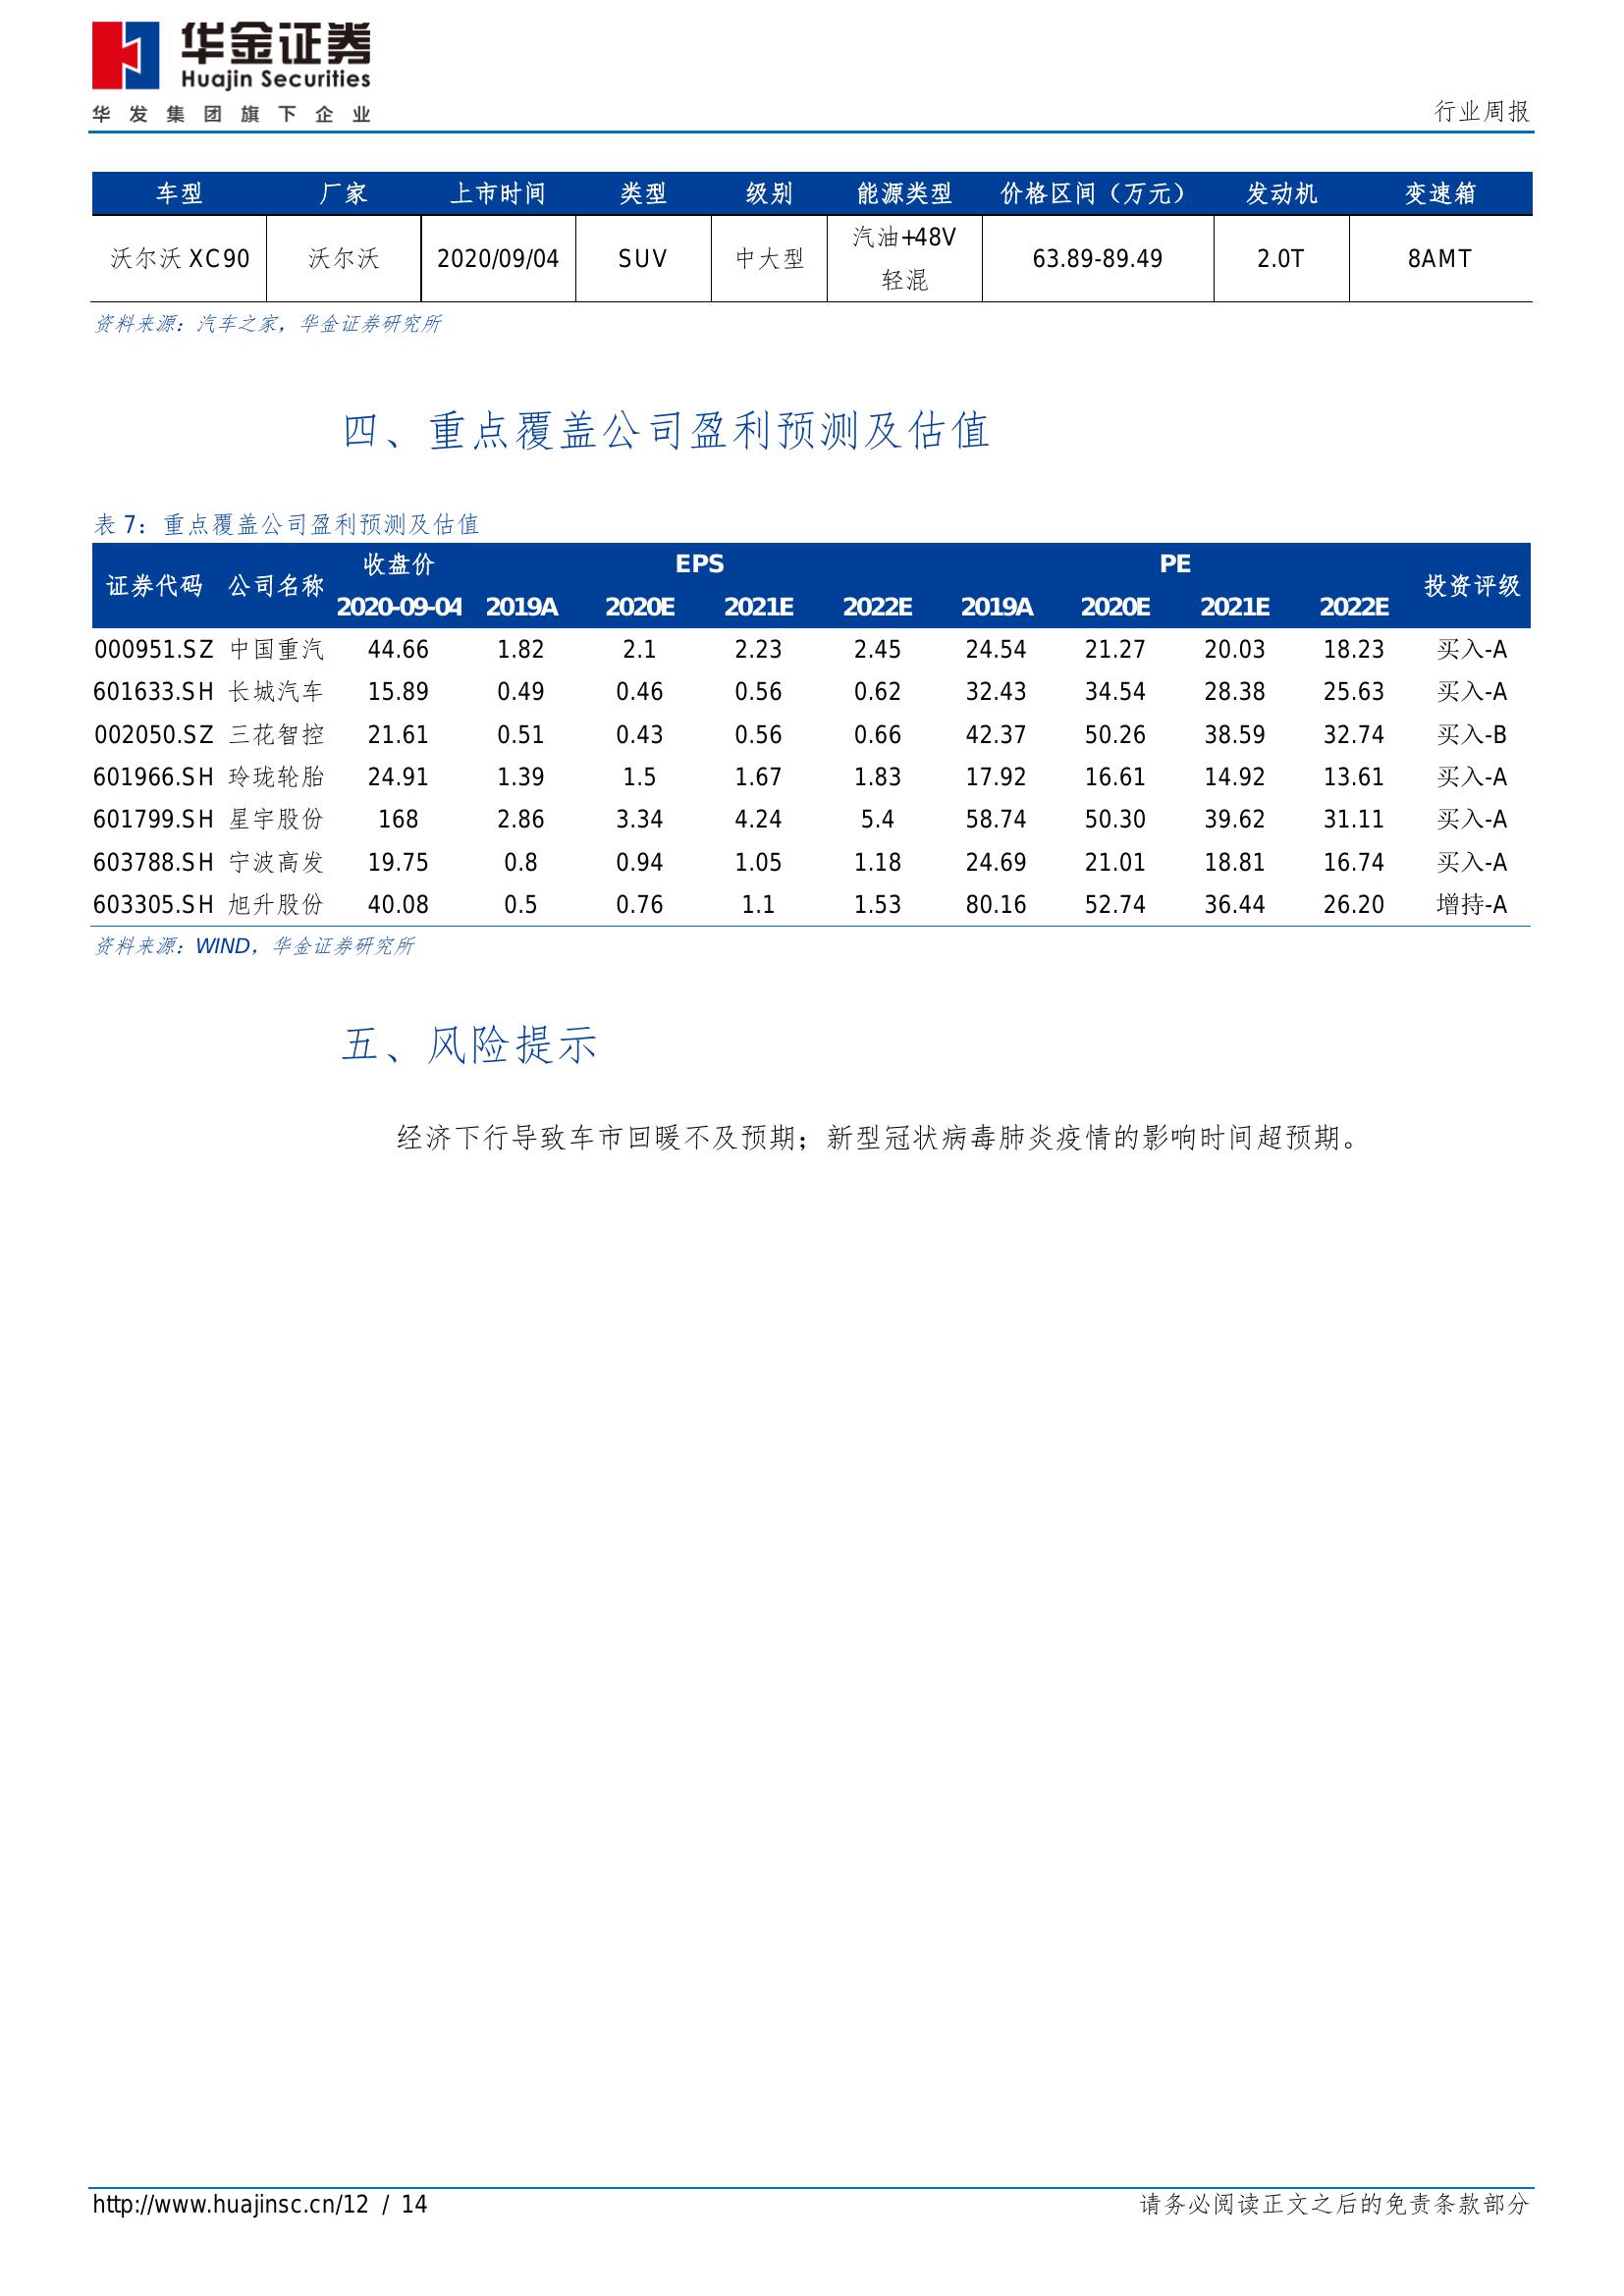 华金证券
Huajin Securities
华发集团旗下企业
行业周报
车型 厂家 上市时间 类型 级别 能源类型 价格区间（万元） 发动机 变速箱
沃尔沃 XC90 沃尔沃 2020/09/04 SUV 中大型 汽油+48V 63.89-89.49 2.0T 8AMT
轻混
资料来源：汽车之家，华金证券研究所
四、重点覆盖公司盈利预测及估值
表 7：重点覆盖公司盈利预测及估值
证券代码 公司名称 收盘价 EPS PE 投资评级
2020-09-04 2019A 2020E 2021E 2022E 2019A 2020E 2021E 2022E
000951.SZ 中国重汽 44.66 1.82 2.1 2.23 2.45 24.54 21.27 20.03 18.23 买入-A
601633.SH 长城汽车 15.89 0.49 0.46 0.56 0.62 32.43 34.54 28.38 25.63 买入-A
002050.SZ 三花智控 21.61 0.51 0.43 0.56 0.66 42.37 50.26 38.59 32.74 买入-B
601966.SH 玲珑轮胎 24.91 1.39 1.5 1.67 1.83 17.92 16.61 14.92 13.61 买入-A
601799.SH 星宇股份 168 2.86 3.34 4.24 5.4 58.74 50.30 39.62 31.11 买入-A
603788.SH 宁波高发 19.75 0.8 0.94 1.05 1.18 24.69 21.01 18.81 16.74 买入-A
603305.SH 旭升股份 40.08 0.5 0.76 1.1 1.53 80.16 52.74 36.44 26.20 增持-A
资料来源：WIND，华金证券研究所
五、风险提示
经济下行导致车市回暖不及预期；新型冠状病毒肺炎疫情的影响时间超预期。
http://www.huajinsc.cn/12 / 14
请务必阅读正文之后的免责条款部分